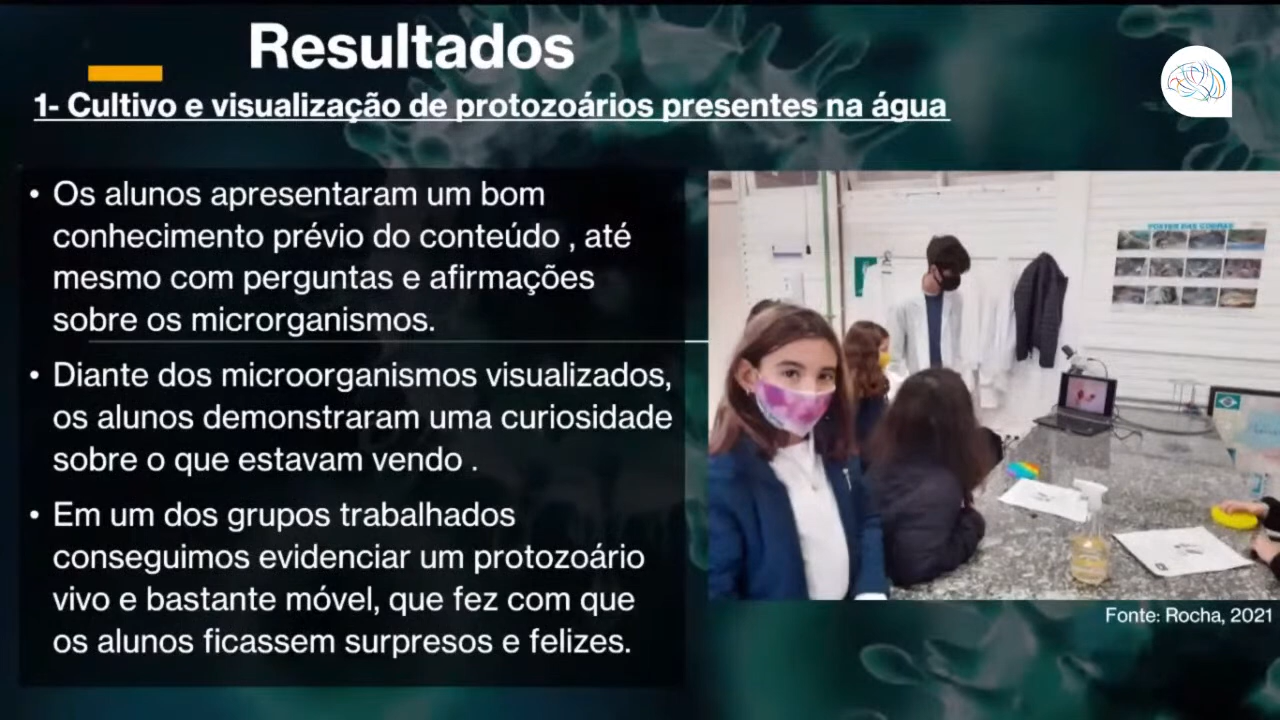 Resultados
1- Cultivo e visualização de protozoários presentes na água
• Os alunos apresentaram um bom
conhecimento prévio do conteúdo , até
mesmo com perguntas e afirmações
sobre os microrganismos.
• Diante dos microorganismos visualizados,
os alunos demonstraram uma curiosidade
sobre o que estavam vendo .
• Em um dos grupos trabalhados
conseguimos evidenciar um protozoário
vivo e bastante móvel, que fez com que
os alunos ficassem surpresos e felizes.
Fonte: Rocha, 2021